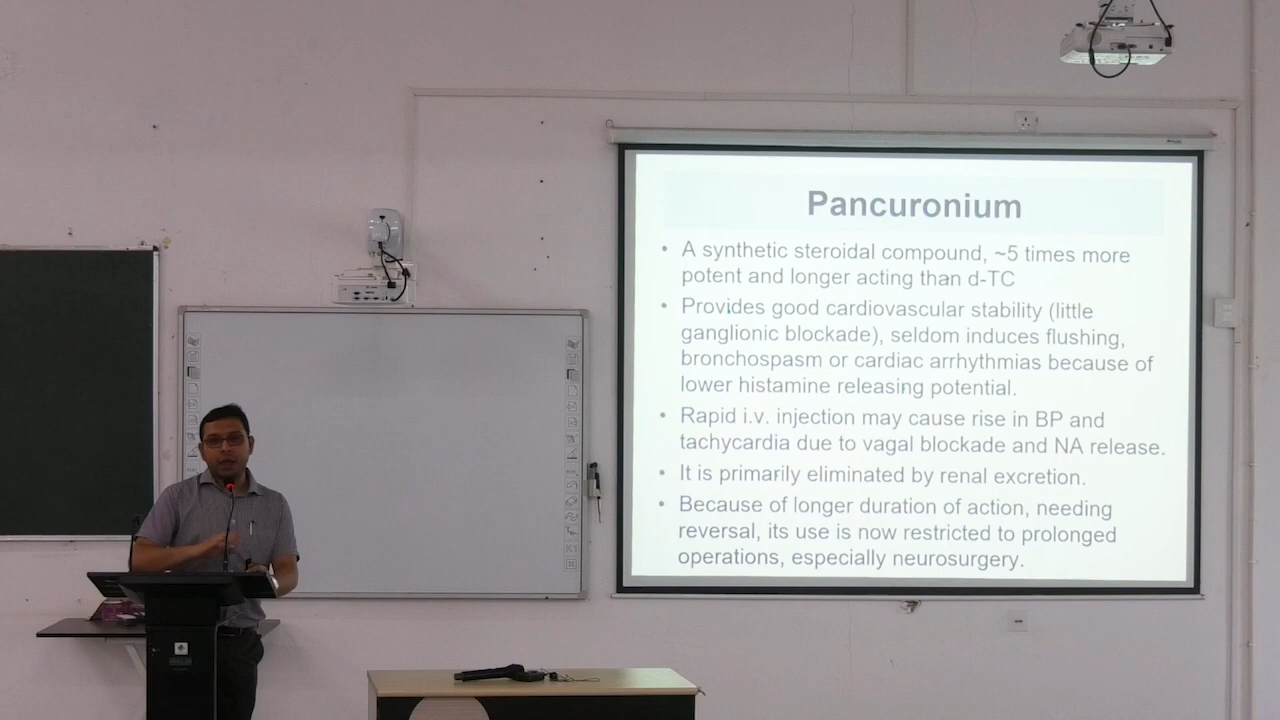 Pancuronium
• A synthetic steroidal compound, ~5 times more
potent and longer acting than d-TC
• Provides good cardiovascular stability (little
ganglionic blockade), seldom induces flushing,
bronchospasm or cardiac arrhythmias because of
lower histamine releasing potential.
• Rapid i.v. injection may cause rise in BP and
tachycardia due to vagal blockade and NA release.
• It is primarily eliminated by renal excretion.
• Because of longer duration of action, needing
reversal, its use is now restricted to prolonged
operations, especially neurosurgery.